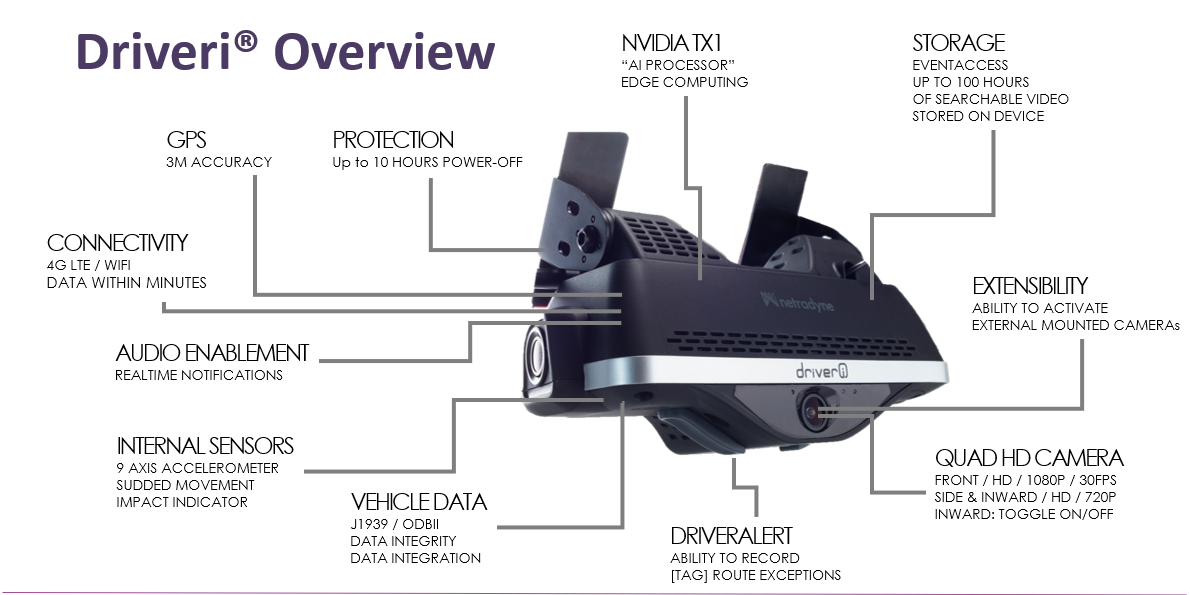 Driveri® Overview
NVIDIA TX1
“AI PROCESSOR”
EDGE COMPUTING
STORAGE
EVENTACCESS
UP TO 100 HOURS
OF SEARCHABLE VIDEO
STORED ON DEVICE
GPS
3M ACCURACY
PROTECTION
Up to 10 HOURS POWER-OFF
CONNECTIVITY
4G LTE / WIFI
DATA WITHIN MINUTES
EXTENSIBILITY
ABILITY TO ACTIVATE
EXTERNAL MOUNTED CAMERAs
netradyne
AUDIO ENABLEMENT
REALTIME NOTIFICATIONS
driveri
INTERNAL SENSORS
9 AXIS ACCELEROMETER
SUDDED MOVEMENT
IMPACT INDICATOR
QUAD HD CAMERA
FRONT / HD / 1080P / 30FPS
SIDE & INWARD / HD / 720P
INWARD: TOGGLE ON/OFF
VEHICLE DATA
J1939 / ODBII
DATA INTEGRITY
DATA INTEGRATION
DRIVERALERT
ABILITY TO RECORD
[TAG] ROUTE EXCEPTIONS